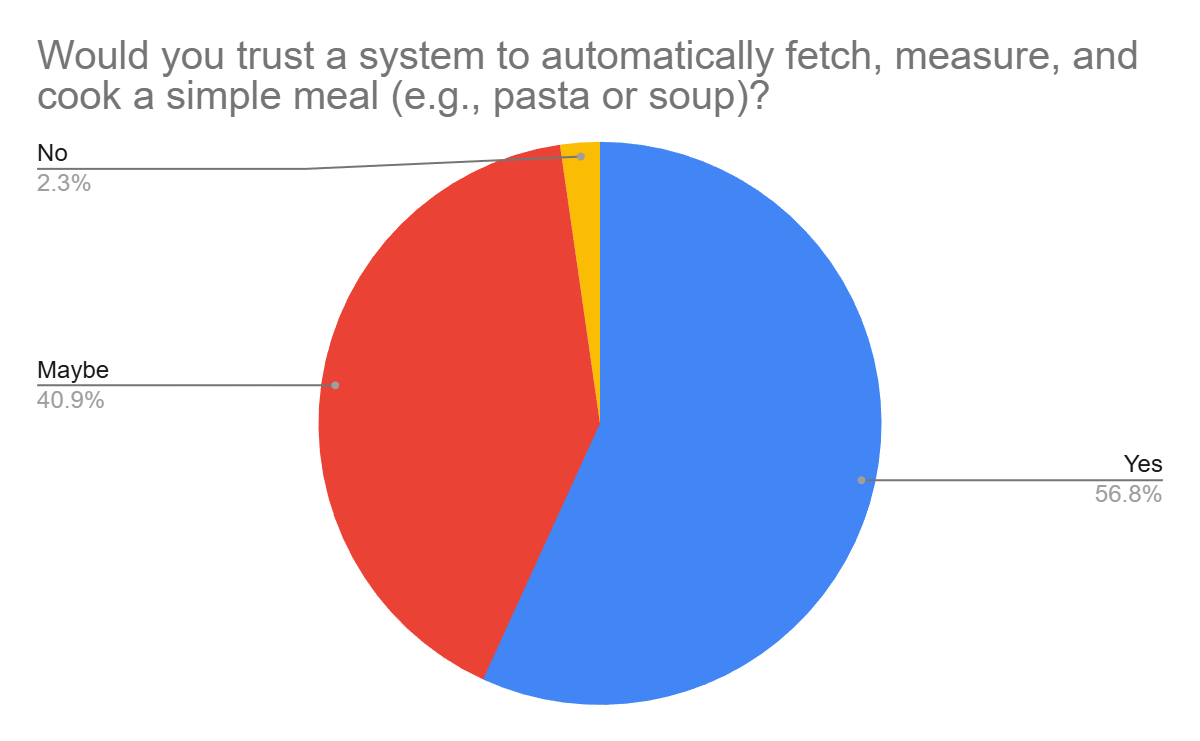 Would you trust a system to automatically fetch, measure, and
cook a simple meal (e.g., pasta or soup)?
No
2.3%
Maybe
40.9%
Yes
56.8%